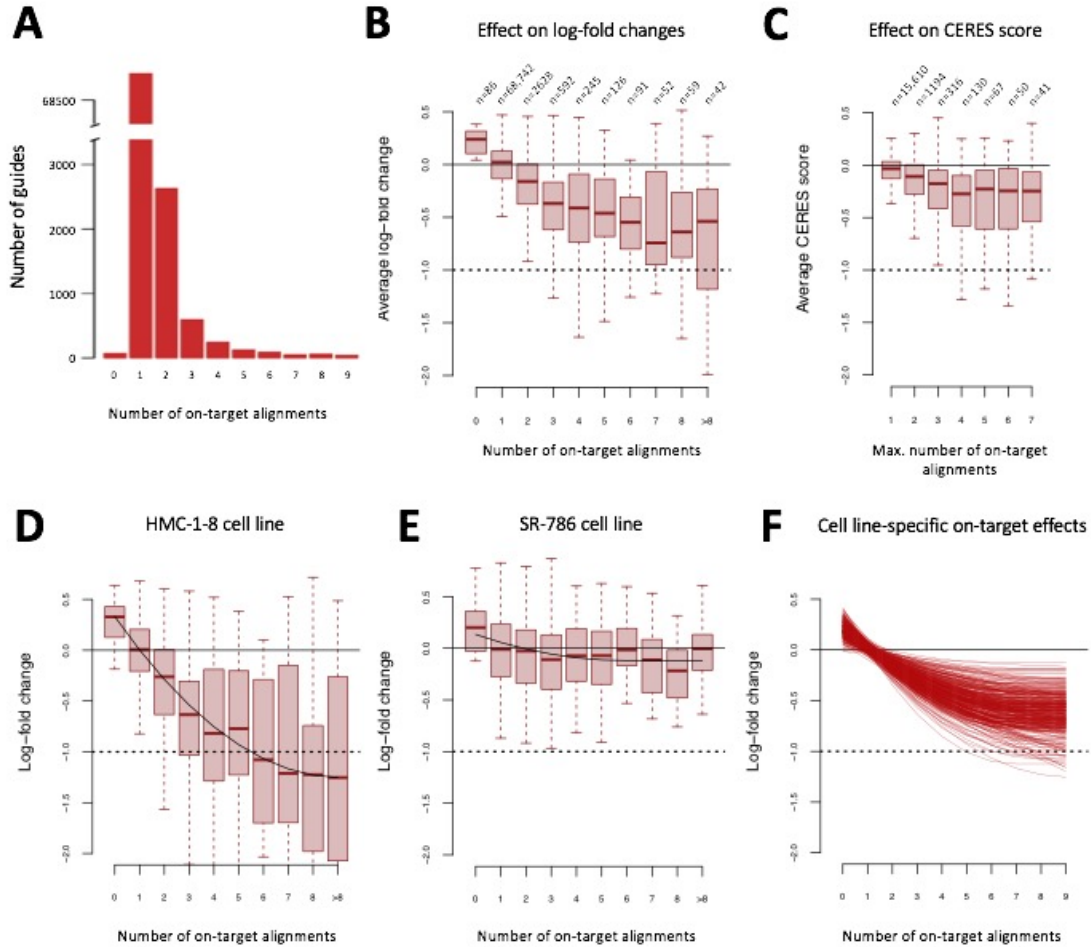 A
68500
3000
2000
1000
0
Number of guides
0 1 2 3 4 5 6 7 8 9
Number of on-target alignments
B
Effect on log-fold changes
n=86 n=68,742 n=2628 n=592 n=245 n=126 n=91 n=52 n=59 n=42
0.5
0.0
−0.5
−1.0
−1.5
−2.0
Average log−fold change
0 1 2 3 4 5 6 7 8 >8
Number of on-target alignments
C
Effect on CERES score
n=15,610 n=1194 n=316 n=130 n=67 n=50 n=41
0.5
0.0
−0.5
−1.0
−1.5
−2.0
Average CERES score
1 2 3 4 5 6 7
Max. number of on-target
alignments
D
HMC-1-8 cell line
0.5
0.0
−0.5
−1.0
−1.5
−2.0
Log−fold change
0 1 2 3 4 5 6 7 8 >8
Number of on-target alignments
E
SR-786 cell line
0.5
0.0
−0.5
−1.0
−1.5
−2.0
Log−fold change
0 1 2 3 4 5 6 7 8 >8
Number of on-target alignments
F
Cell line-specific on-target effects
0.5
0.0
−0.5
−1.0
−1.5
−2.0
Log−fold change
0 1 2 3 4 5 6 7 8 9
Number of on-target alignments